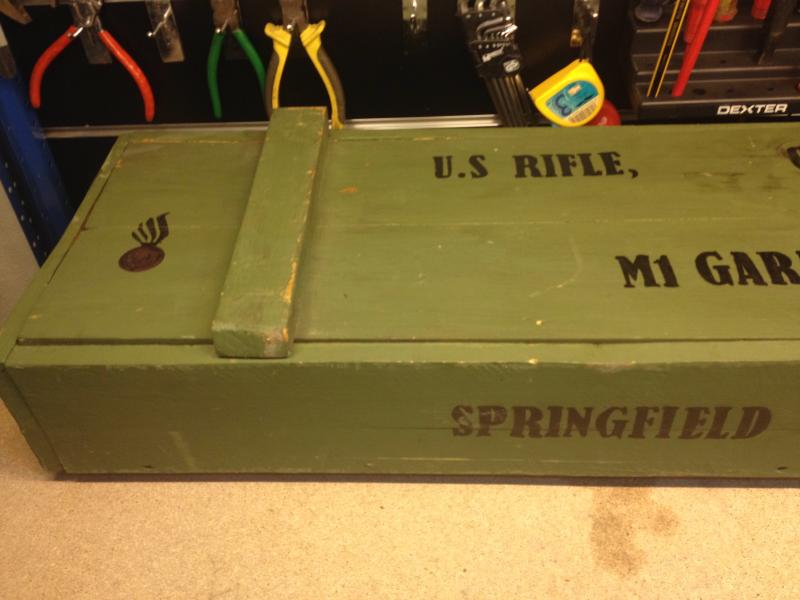 DEXTER
U.S RIFLE,
M1 GAR
SPRINGFIELD